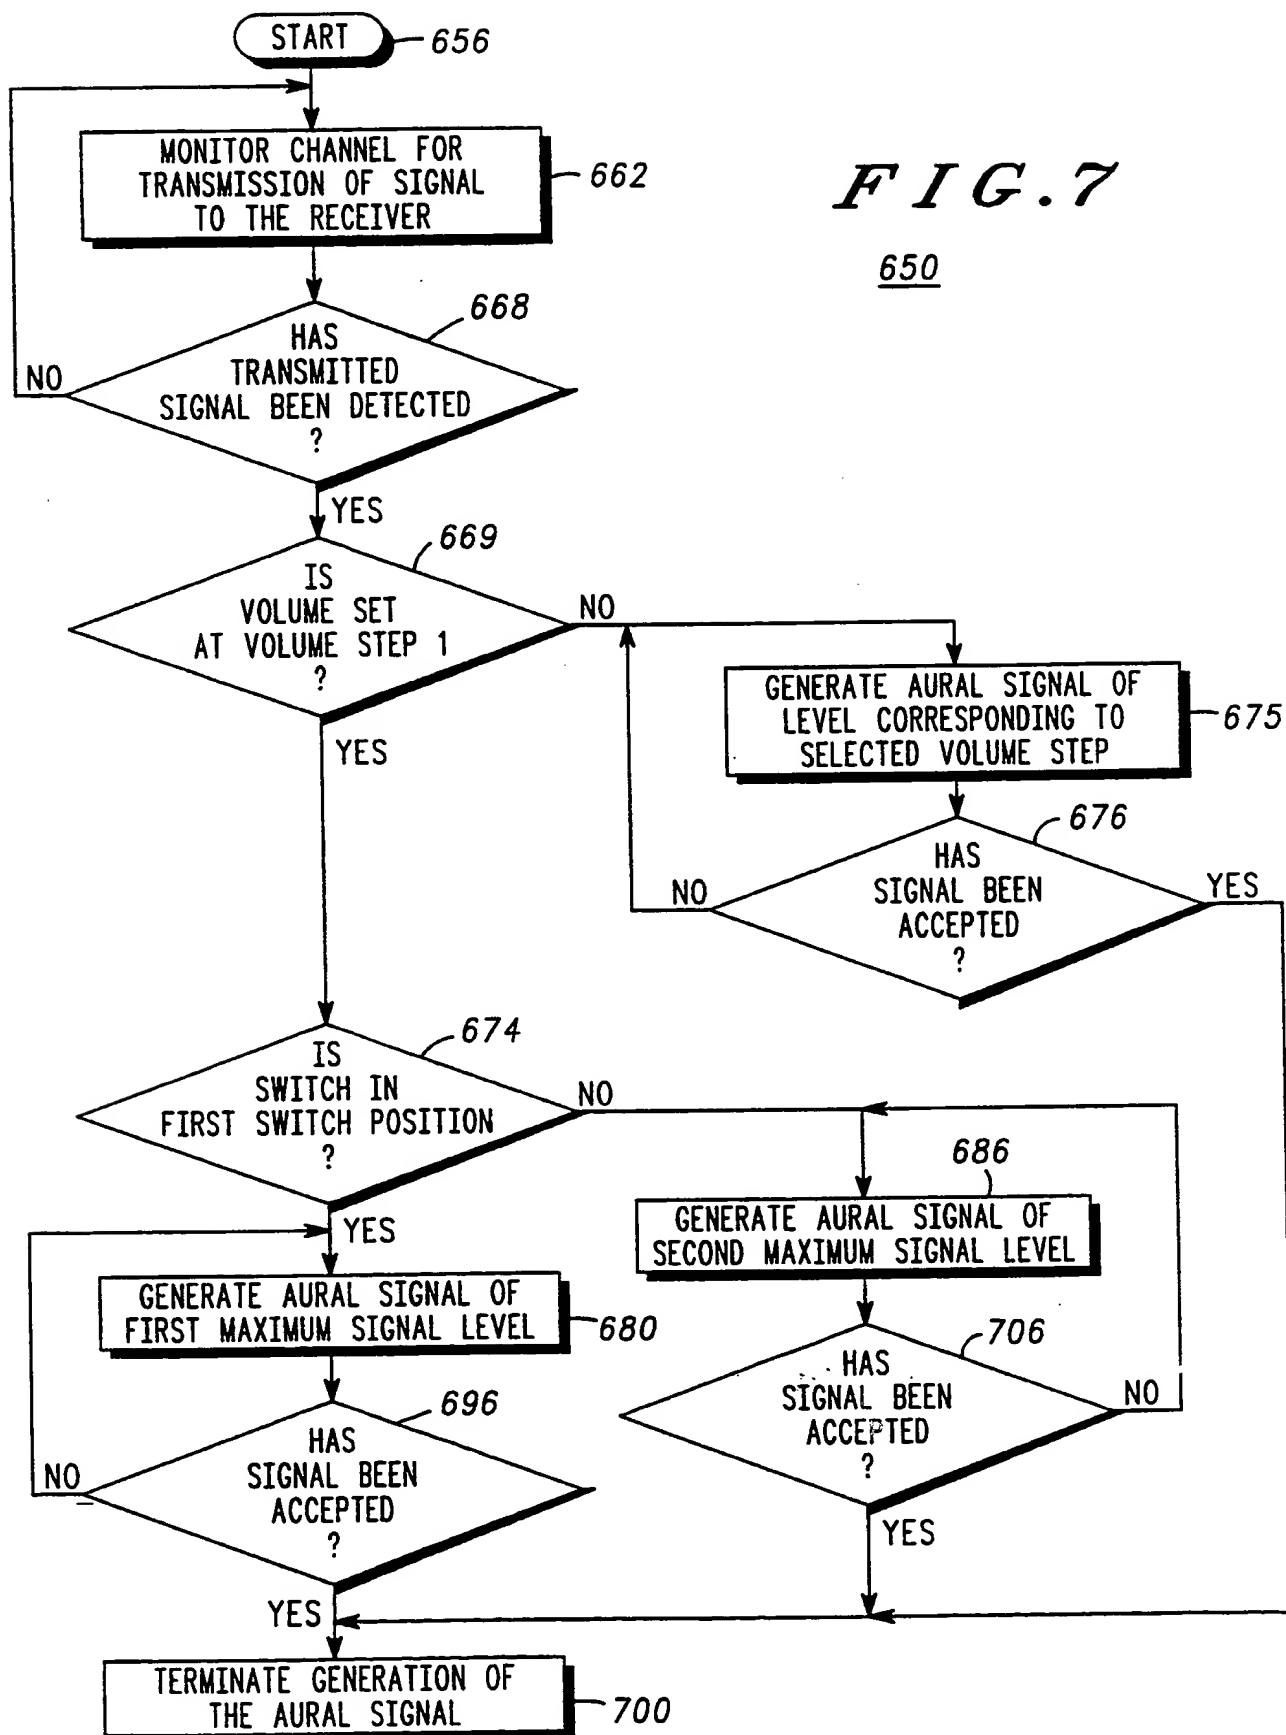 START
656
MONITOR CHANNEL FOR
TRANSMISSION OF SIGNAL
TO THE RECEIVER
662
FIG.7
650
668
HAS
TRANSMITTED
SIGNAL BEEN DETECTED
?
NO
YES
669
IS
VOLUME SET
AT VOLUME STEP 1
?
NO
YES
GENERATE AURAL SIGNAL OF
LEVEL CORRESPONDING TO
SELECTED VOLUME STEP
675
676
HAS
SIGNAL BEEN
ACCEPTED
?
NO
YES
674
IS
SWITCH IN
FIRST SWITCH POSITION
?
NO
YES
686
GENERATE AURAL SIGNAL OF
SECOND MAXIMUM SIGNAL LEVEL
GENERATE AURAL SIGNAL OF
FIRST MAXIMUM SIGNAL LEVEL
680
706
HAS
SIGNAL BEEN
ACCEPTED
?
NO
YES
696
HAS
SIGNAL BEEN
ACCEPTED
?
NO
YES
TERMINATE GENERATION OF
THE AURAL SIGNAL
700